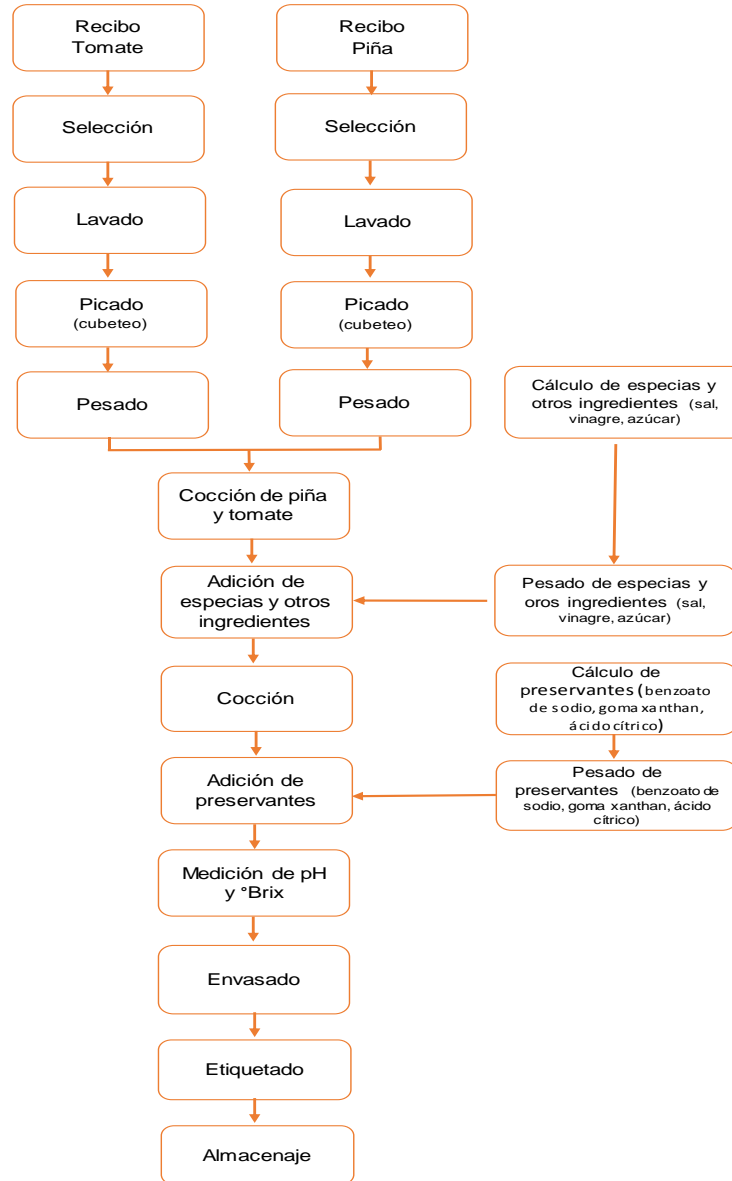 Recibo
Tomate
Recibo
Piña
Selección
Selección
Lavado
Lavado
Picado
(cubeteo)
Picado
(cubeteo)
Pesado
Pesado
Cálculo de especias y
otros ingredientes (sal,
vinagre, azúcar)
Cocción de piña
y tomate
Adición de
especias y otros
ingredientes
Pesado de especias y
oros ingredientes (sal,
vinagre, azúcar)
Cocción
Cálculo de
preservantes (benzoato
de sodio, goma xanthan,
ácido cítrico)
Adición de
preservantes
Pesado de
preservantes (benzoato de
sodio, goma xanthan, ácido
cítrico)
Medición de pH
y °Brix
Envasado
Etiquetado
Almacenaje